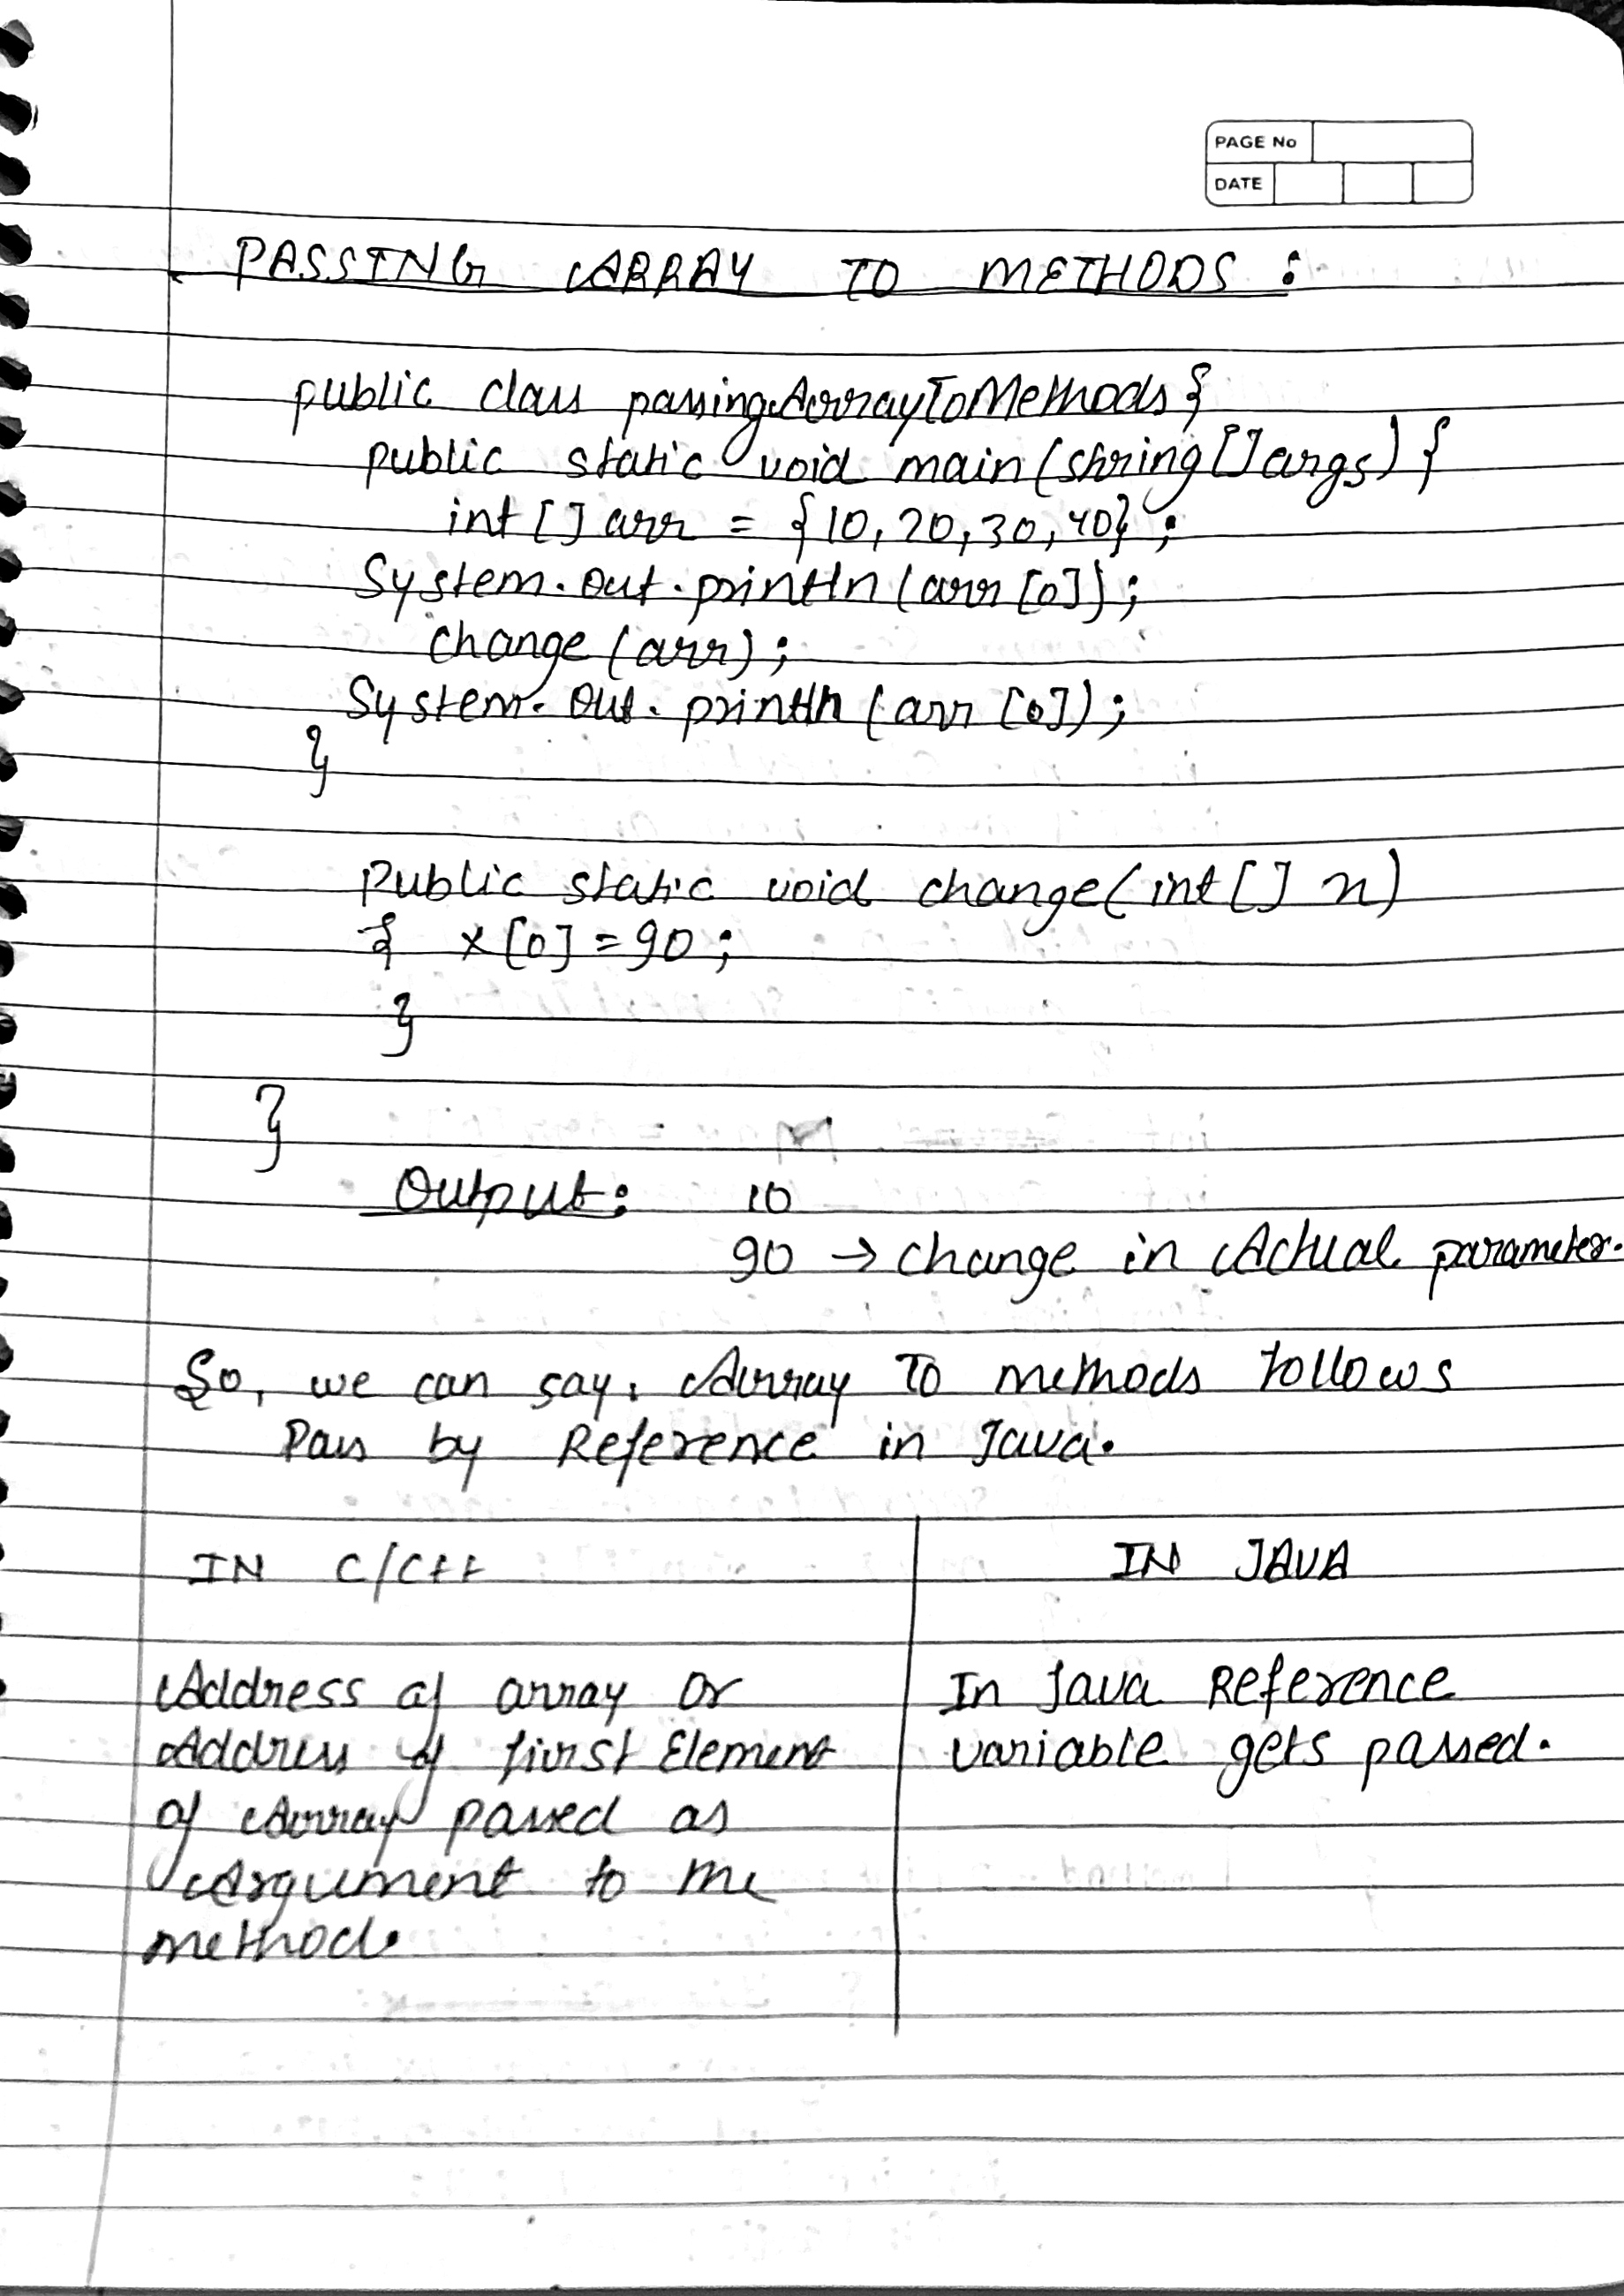 PAGE No
DATE
PASSING ARRAY TO METHODS :
public class passingArrayToMethods {
public static void main (string [] args) {
int [] arr = {10, 20, 30, 40} ;
System.out.println (arr [0]);
change (arr) ;
System.out.println (arr [0]) ;
}
Public static void change (int [] x)
{ x [0] = 90 ;
}
}
Output : 10
90 → change in Actual parameter.
So, we can say, Array To methods follows
Pass by Reference in Java.
IN C/C++
IN JAVA
Address of array or
Address of first Element
of Array passed as
Argument to the
method.
In Java Reference
variable gets passed.